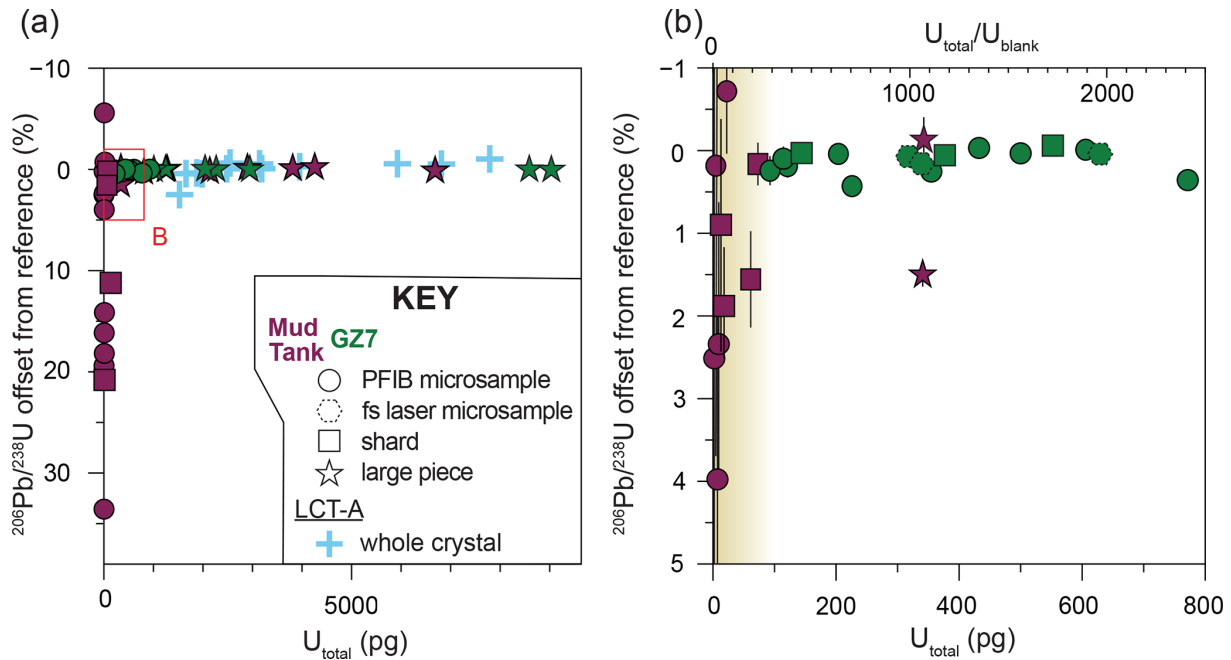 (a)
−10
0
10
20
30
²⁰⁶Pb/²³⁸U offset from reference (%)
B
KEY
Mud Tank
GZ7
PFIB microsample
fs laser microsample
shard
large piece
LCT-A
whole crystal
0
5000
U_total (pg)
(b)
U_total/U_blank
0
1000
2000
−1
0
1
2
3
4
5
²⁰⁶Pb/²³⁸U offset from reference (%)
0
200
400
600
800
U_total (pg)